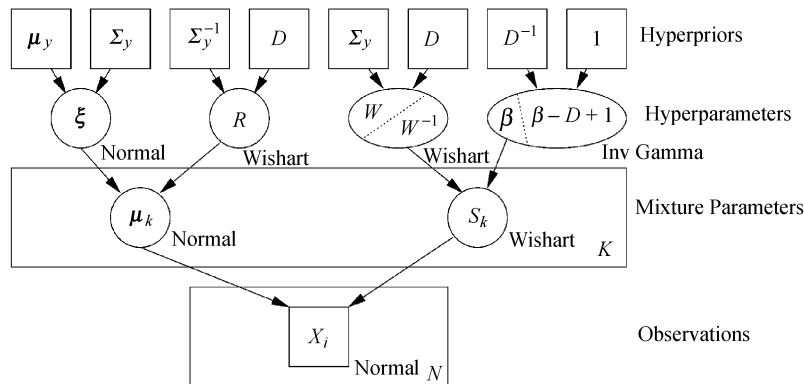 μ_y Σ_y Σ_y^{-1} D Σ_y D D^{-1} 1 Hyperpriors
ξ R W W^{-1} β β – D + 1 Hyperparameters
Normal Wishart Wishart Inv Gamma
μ_k S_k Mixture Parameters
Normal Wishart K
X_i Observations
Normal N